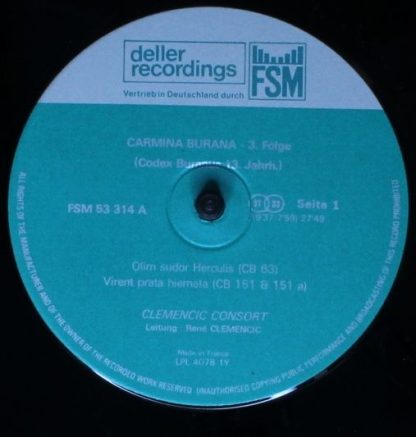 deller
recordings
FSM
Vertrieb in Deutschland durch
CARMINA BURANA - 3. Folge
(Codex Buranus 13. Jahrh.)
FSM 53 314 A
Seite 1
27'49
Olim sudor Herculis (CB 63)
Virent prata hiemata (CB 151 & 151 a)
CLEMENCIC CONSORT
Leitung : René CLEMENCIC
Made in France
LPL 4078 1Y
ALL RIGHTS OF THE MANUFACTURER AND OF THE OWNER OF THE RECORDED WORK RESERVED. UNAUTHORISED COPYING PUBLIC PERFORMANCE AND BROADCASTING OF THIS RECORD PROHIBITED